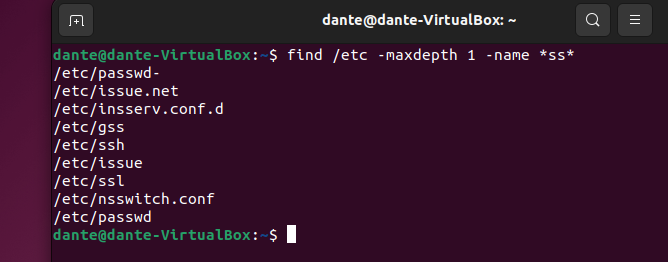 dante@dante-VirtualBox: ~
dante@dante-VirtualBox:~$ find /etc -maxdepth 1 -name *ss*
/etc/passwd-
/etc/issue.net
/etc/insserv.conf.d
/etc/gss
/etc/ssh
/etc/issue
/etc/ssl
/etc/nsswitch.conf
/etc/passwd
dante@dante-VirtualBox:~$